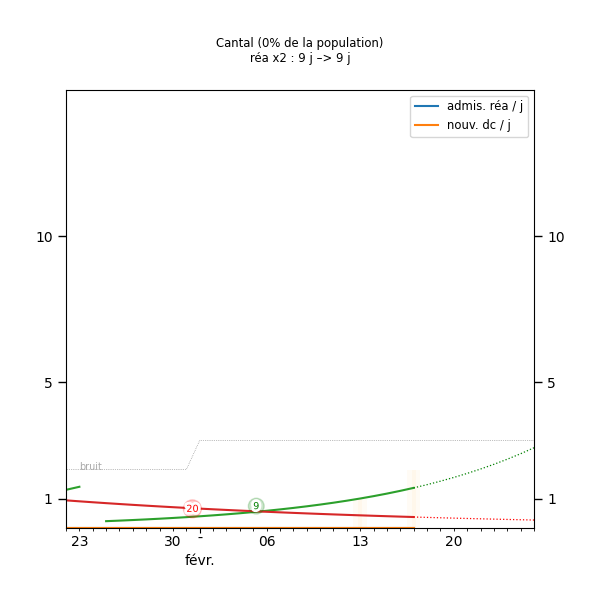 Cantal (0% de la population)
réa x2 : 9 j –> 9 j
admis. réa / j
nouv. dc / j
10
10
5
5
bruit
20
9
1
1
23
30
-
06
13
20
févr.